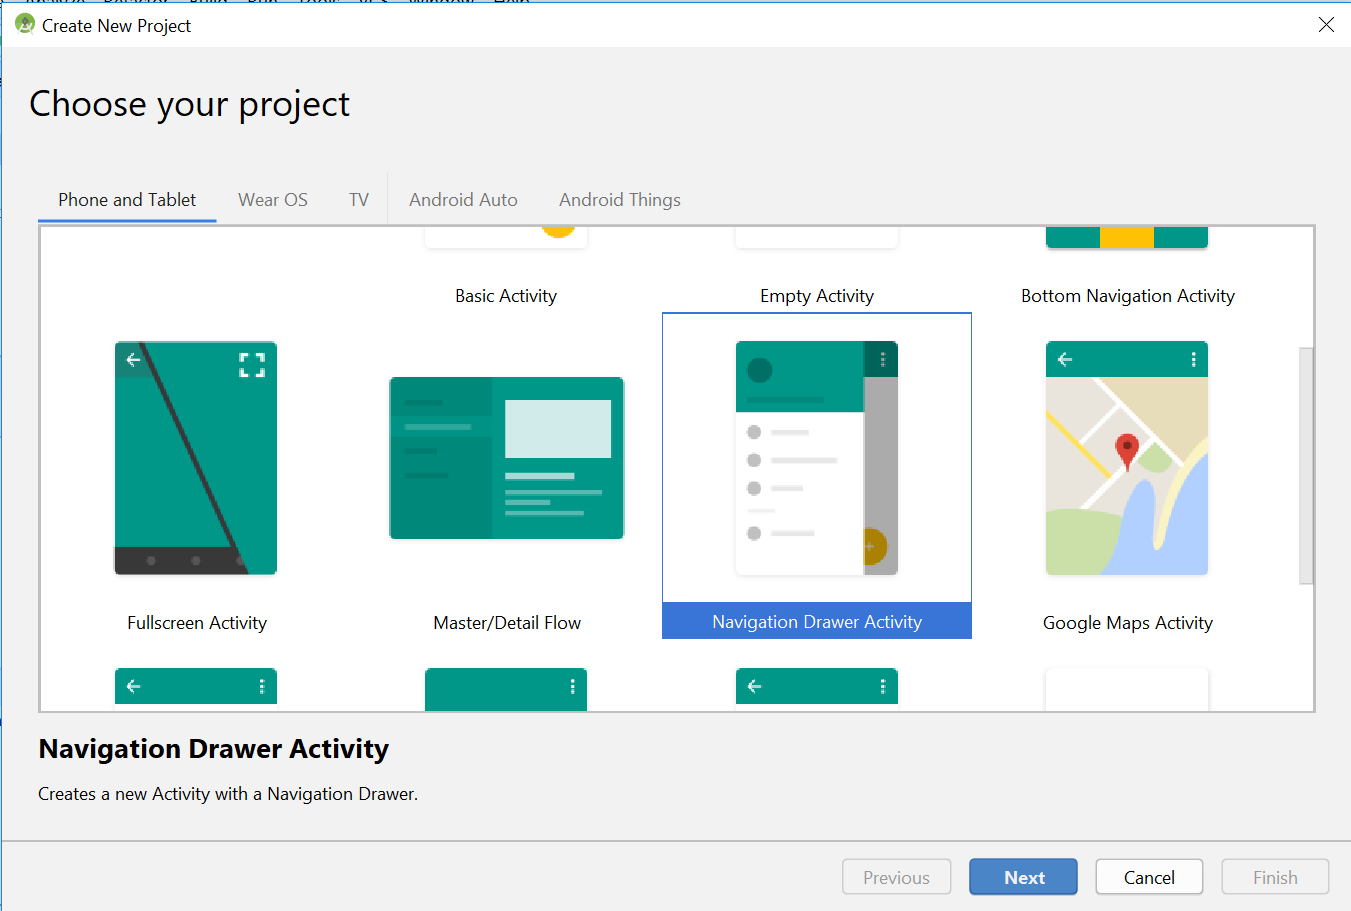 Create New Project
Choose your project
Phone and Tablet
Wear OS
TV
Android Auto
Android Things
Basic Activity
Empty Activity
Bottom Navigation Activity
Fullscreen Activity
Master/Detail Flow
Navigation Drawer Activity
Google Maps Activity
Navigation Drawer Activity
Creates a new Activity with a Navigation Drawer.
Previous
Next
Cancel
Finish